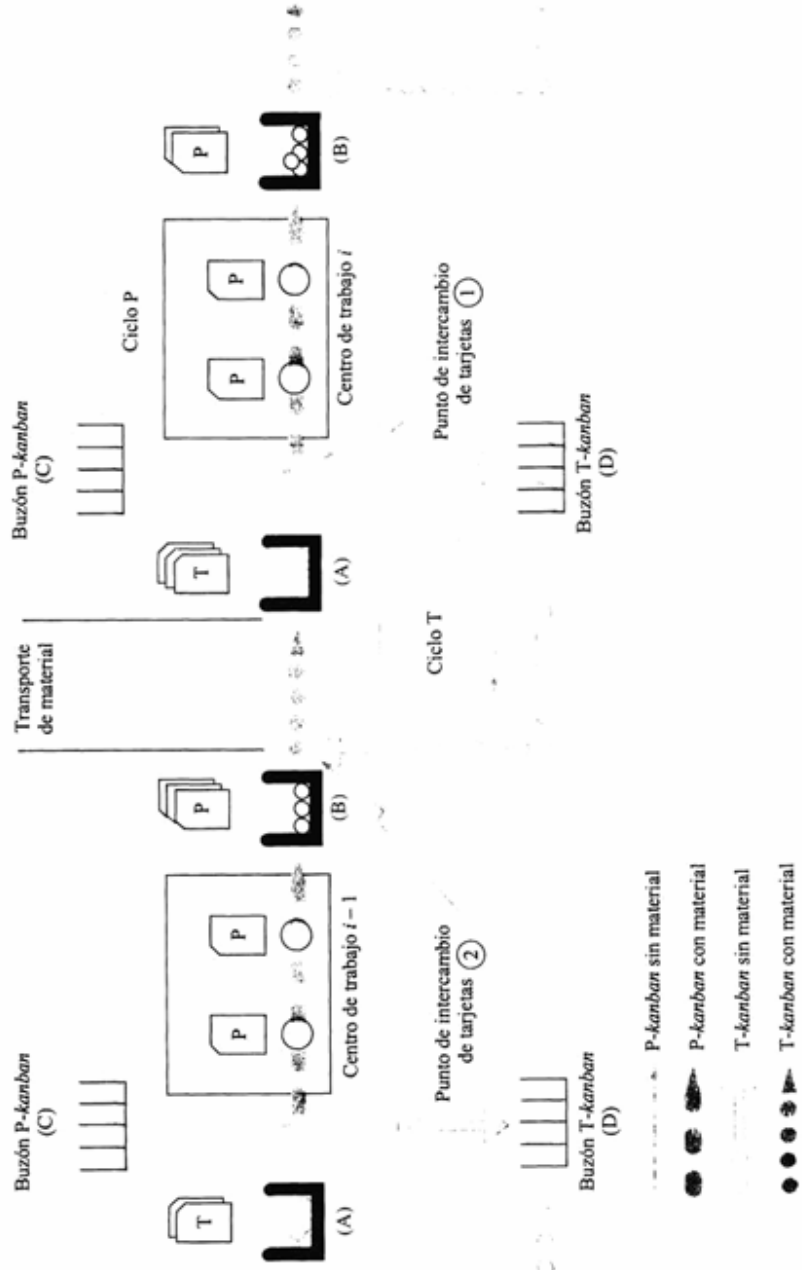 Buzón P-kanban
(C)
Transporte
de material
Buzón P-kanban
(C)
Ciclo P
T
P
P
P
T
P
P
P
(A)
Centro de trabajo i – 1
(B)
(A)
Centro de trabajo i
(B)
Punto de intercambio
de tarjetas 2
Ciclo T
Punto de intercambio
de tarjetas 1
Buzón T-kanban
(D)
Buzón T-kanban
(D)
P-kanban sin material
P-kanban con material
T-kanban sin material
T-kanban con material